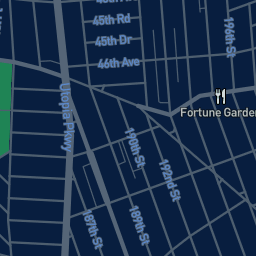 45th Rd
45th Dr
46th Ave
196th St
Utopia Pkwy
Fortune Garden
190th St
192nd St
187th St
189th St